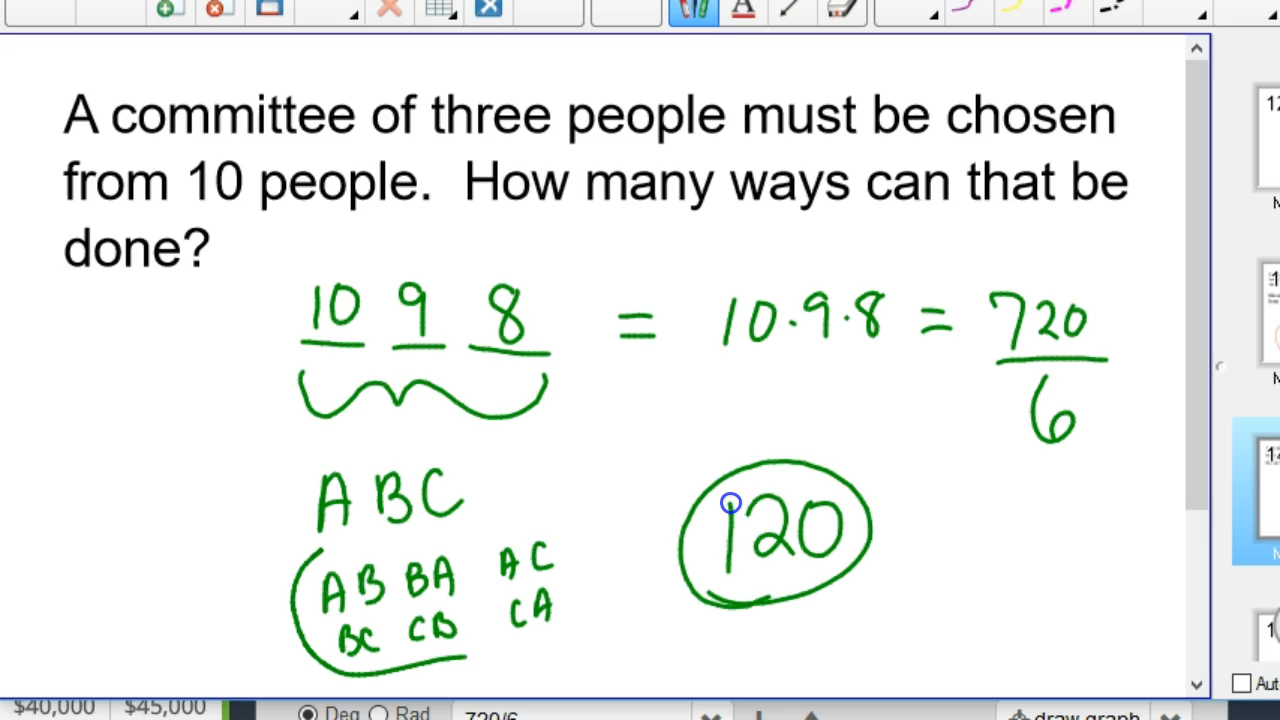 A committee of three people must be chosen
from 10 people. How many ways can that be
done?
10 9 8 = 10·9·8 = 720
6
ABC
120
AB BA AC
BC CB CA
$40,000 $45,000 Deg Rad 720/6 draw graph